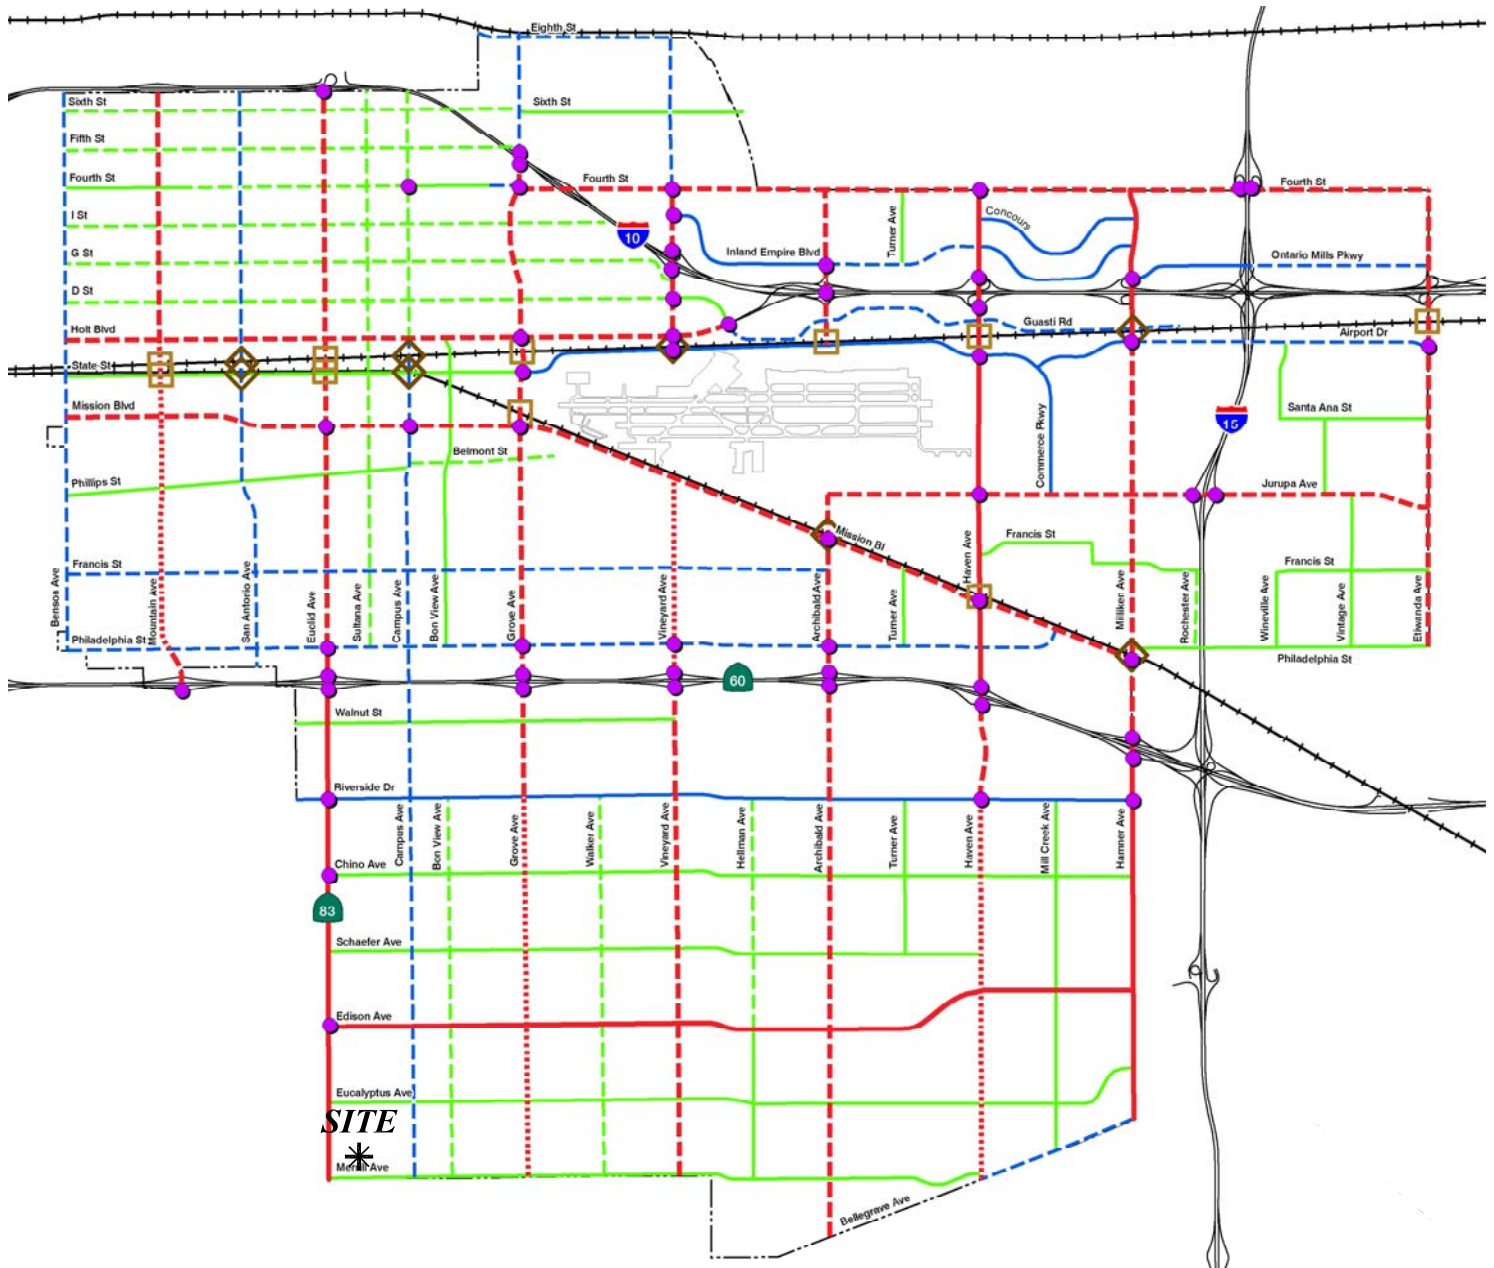 Eighth St
Sixth St
Sixth St
Fifth St
Fourth St
Fourth St
Fourth St
I St
Turner Ave
Concours
10
G St
Inland Empire Blvd
Ontario Mills Pkwy
D St
Holt Blvd
Guasti Rd
Airport Dr
State St
Mission Blvd
Santa Ana St
15
Commerce Pkwy
Belmont St
Phillips St
Jurupa Ave
Mission Bl
Haven Ave
Francis St
Francis St
Francis St
Benson Ave
Mountain Ave
San Antonio Ave
Euclid Ave
Sultana Ave
Campus Ave
Bon View Ave
Grove Ave
Vineyard Ave
Archibald Ave
Turner Ave
Milliker Ave
Rochester Ave
Wineville Ave
Vintage Ave
Etiwanda Ave
Philadelphia St
Philadelphia St
60
Walnut St
Riverside Dr
Campus Ave
Bon View Ave
Grove Ave
Walker Ave
Vineyard Ave
Hellman Ave
Archibald Ave
Turner Ave
Haven Ave
Mill Creek Ave
Hamner Ave
Chino Ave
83
Schaefer Ave
Edison Ave
Eucalyptus Ave
SITE
Merrill Ave
Bellegrave Ave